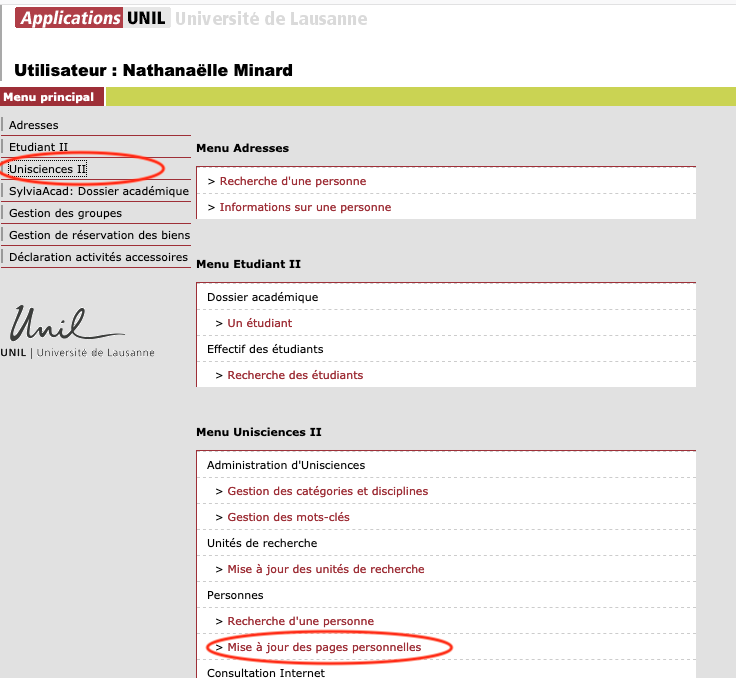 Applications UNIL Université de Lausanne
Utilisateur : Nathanaëlle Minard
Menu principal
Adresses
Etudiant II
Unisciences II
SylviaAcad: Dossier académique
Gestion des groupes
Gestion de réservation des biens
Déclaration activités accessoires
Unil
UNIL | Université de Lausanne
Menu Adresses
> Recherche d'une personne
> Informations sur une personne
Menu Etudiant II
Dossier académique
> Un étudiant
Effectif des étudiants
> Recherche des étudiants
Menu Unisciences II
Administration d'Unisciences
> Gestion des catégories et disciplines
> Gestion des mots-clés
Unités de recherche
> Mise à jour des unités de recherche
Personnes
> Recherche d'une personne
> Mise à jour des pages personnelles
Consultation Internet